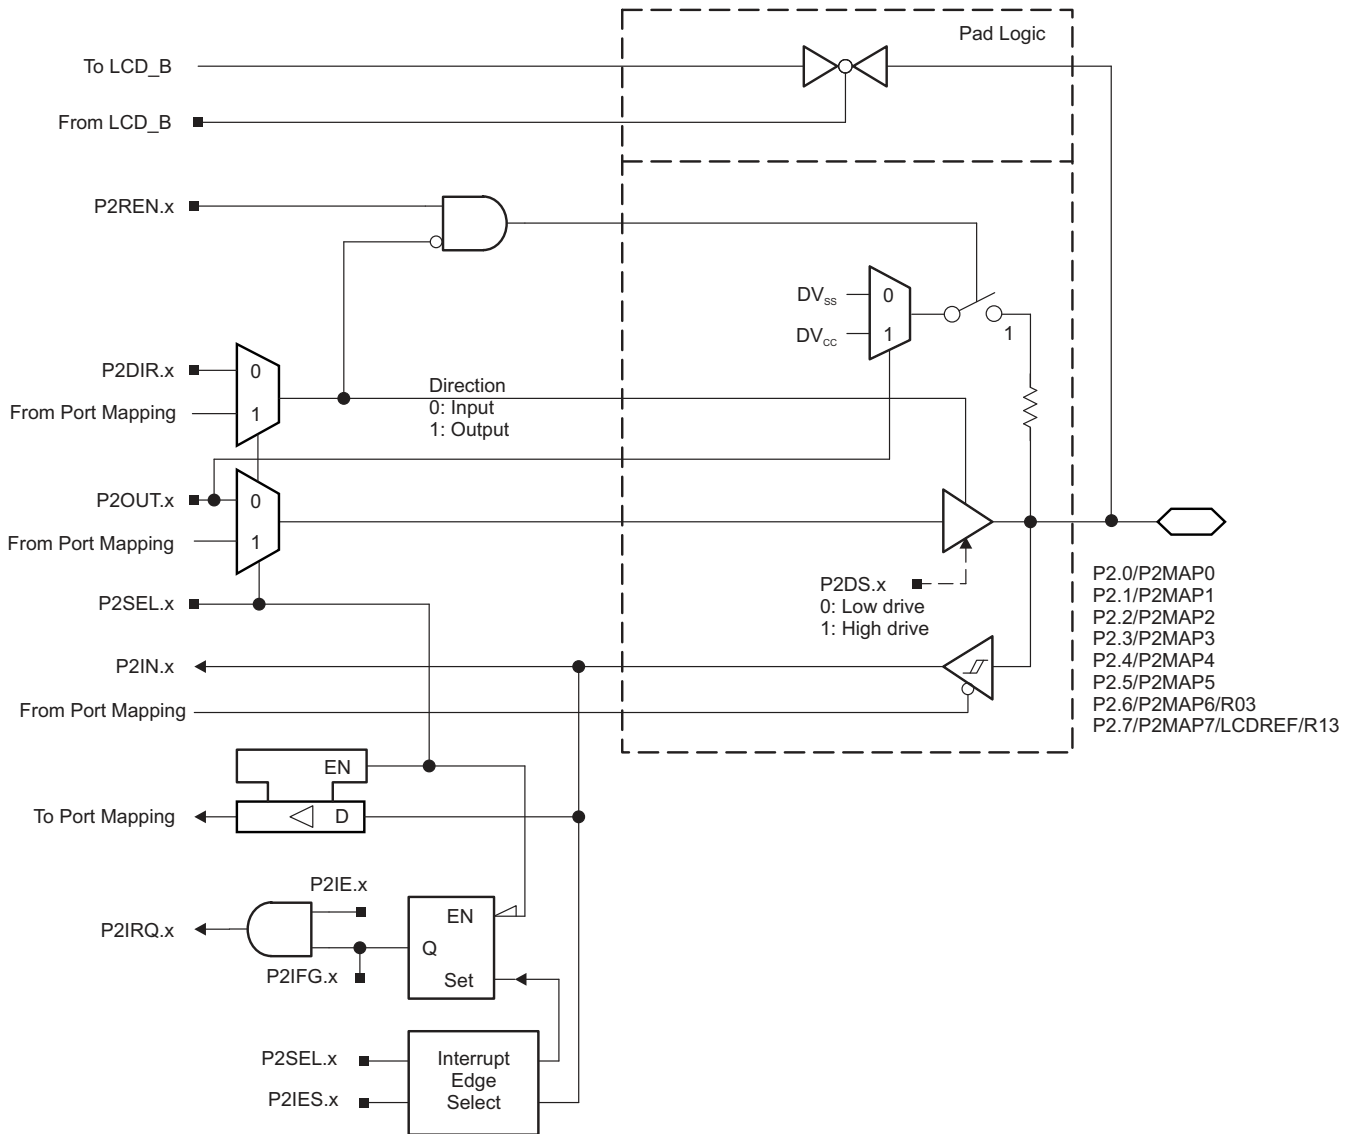 Pad Logic
To LCD_B
From LCD_B
P2REN.x
DVSS
0
DVCC
1
1
P2DIR.x
0
From Port Mapping
1
Direction
0: Input
1: Output
P2OUT.x
0
From Port Mapping
1
P2SEL.x
P2DS.x
0: Low drive
1: High drive
P2.0/P2MAP0
P2.1/P2MAP1
P2.2/P2MAP2
P2.3/P2MAP3
P2.4/P2MAP4
P2.5/P2MAP5
P2.6/P2MAP6/R03
P2.7/P2MAP7/LCDREF/R13
P2IN.x
From Port Mapping
EN
To Port Mapping
D
P2IE.x
P2IRQ.x
EN
Q
P2IFG.x
Set
P2SEL.x
P2IES.x
Interrupt
Edge
Select